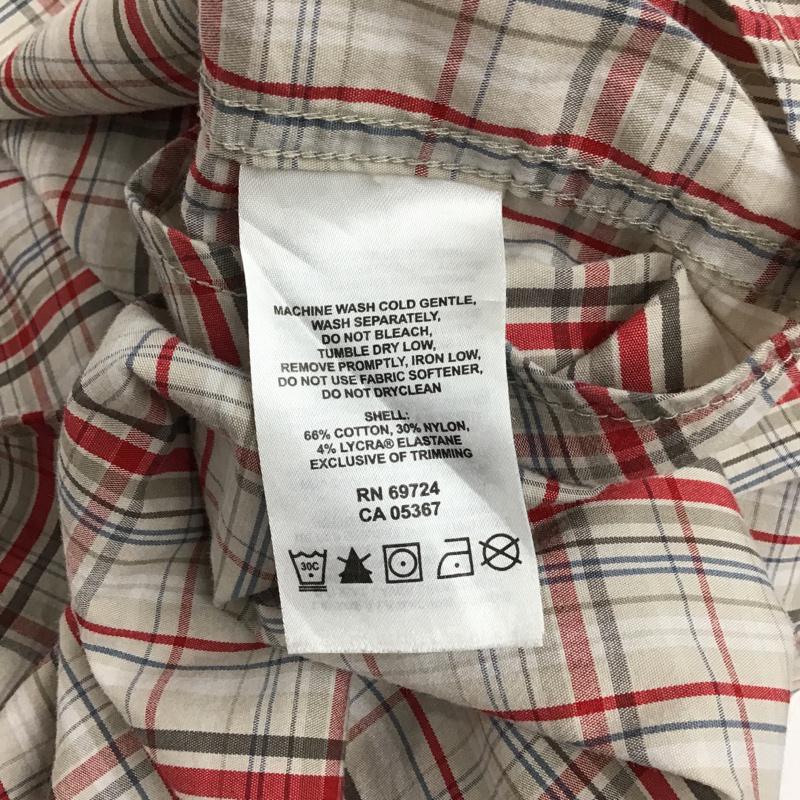 MACHINE WASH COLD GENTLE,
WASH SEPARATELY,
DO NOT BLEACH,
TUMBLE DRY LOW,
REMOVE PROMPTLY, IRON LOW,
DO NOT USE FABRIC SOFTENER,
DO NOT DRYCLEAN
SHELL:
66% COTTON, 30% NYLON,
4% LYCRA® ELASTANE
EXCLUSIVE OF TRIMMING
RN 69724
CA 05367
30C